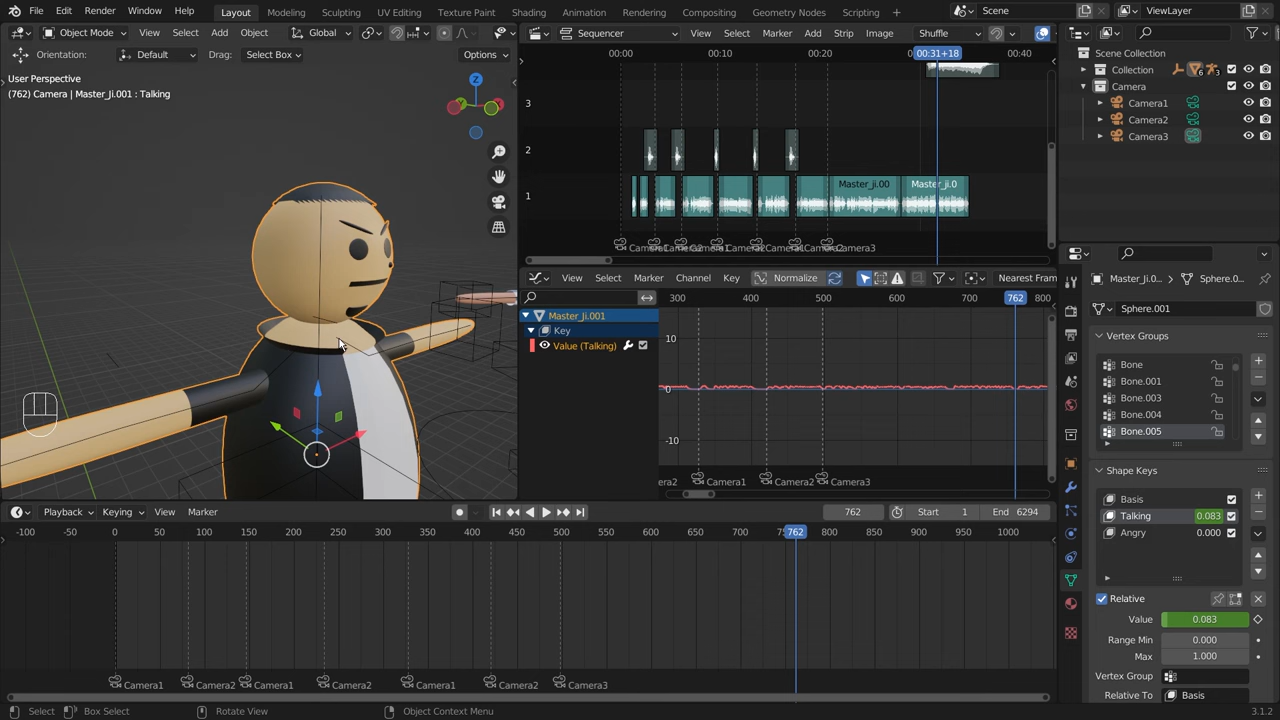 File Edit Render Window Help Layout Modeling Sculpting UV Editing Texture Paint Shading Animation Rendering Compositing Geometry Nodes Scripting Scene ViewLayer
Object Mode View Select Add Object Global
Orientation: Default Drag: Select Box Options
User Perspective
(762) Camera | Master_Ji.001 : Talking
Z
Sequencer View Select Marker Add Strip Image Shuffle
00:00 00:10 00:20 00:31+18 00:40
3
2
1
Master_ji.00 Master_ji.0
Camera3
View Select Marker Channel Key Normalize Nearest Fram
300 400 500 600 700 762 800
Master_Ji.001
Key
Value (Talking)
10
0
-10
era2 Camera1 Camera2 Camera3
Scene Collection
Collection 6 3
Camera
Camera1
Camera2
Camera3
Master_Ji.0... Sphere.0...
Sphere.001
Vertex Groups
Bone
Bone.001
Bone.003
Bone.004
Bone.005
Shape Keys
Basis
Talking 0.083
Angry 0.000
Relative
Value 0.083
Range Min 0.000
Max 1.000
Vertex Group
Relative To Basis
Playback Keying View Marker 762 Start 1 End 6294
-100 -50 0 50 100 150 200 250 300 350 400 450 500 550 600 650 700 762 800 850 900 950 1000
Camera1 Camera2 Camera1 Camera2 Camera1 Camera2 Camera3
Select Box Select Rotate View Object Context Menu 3.1.2